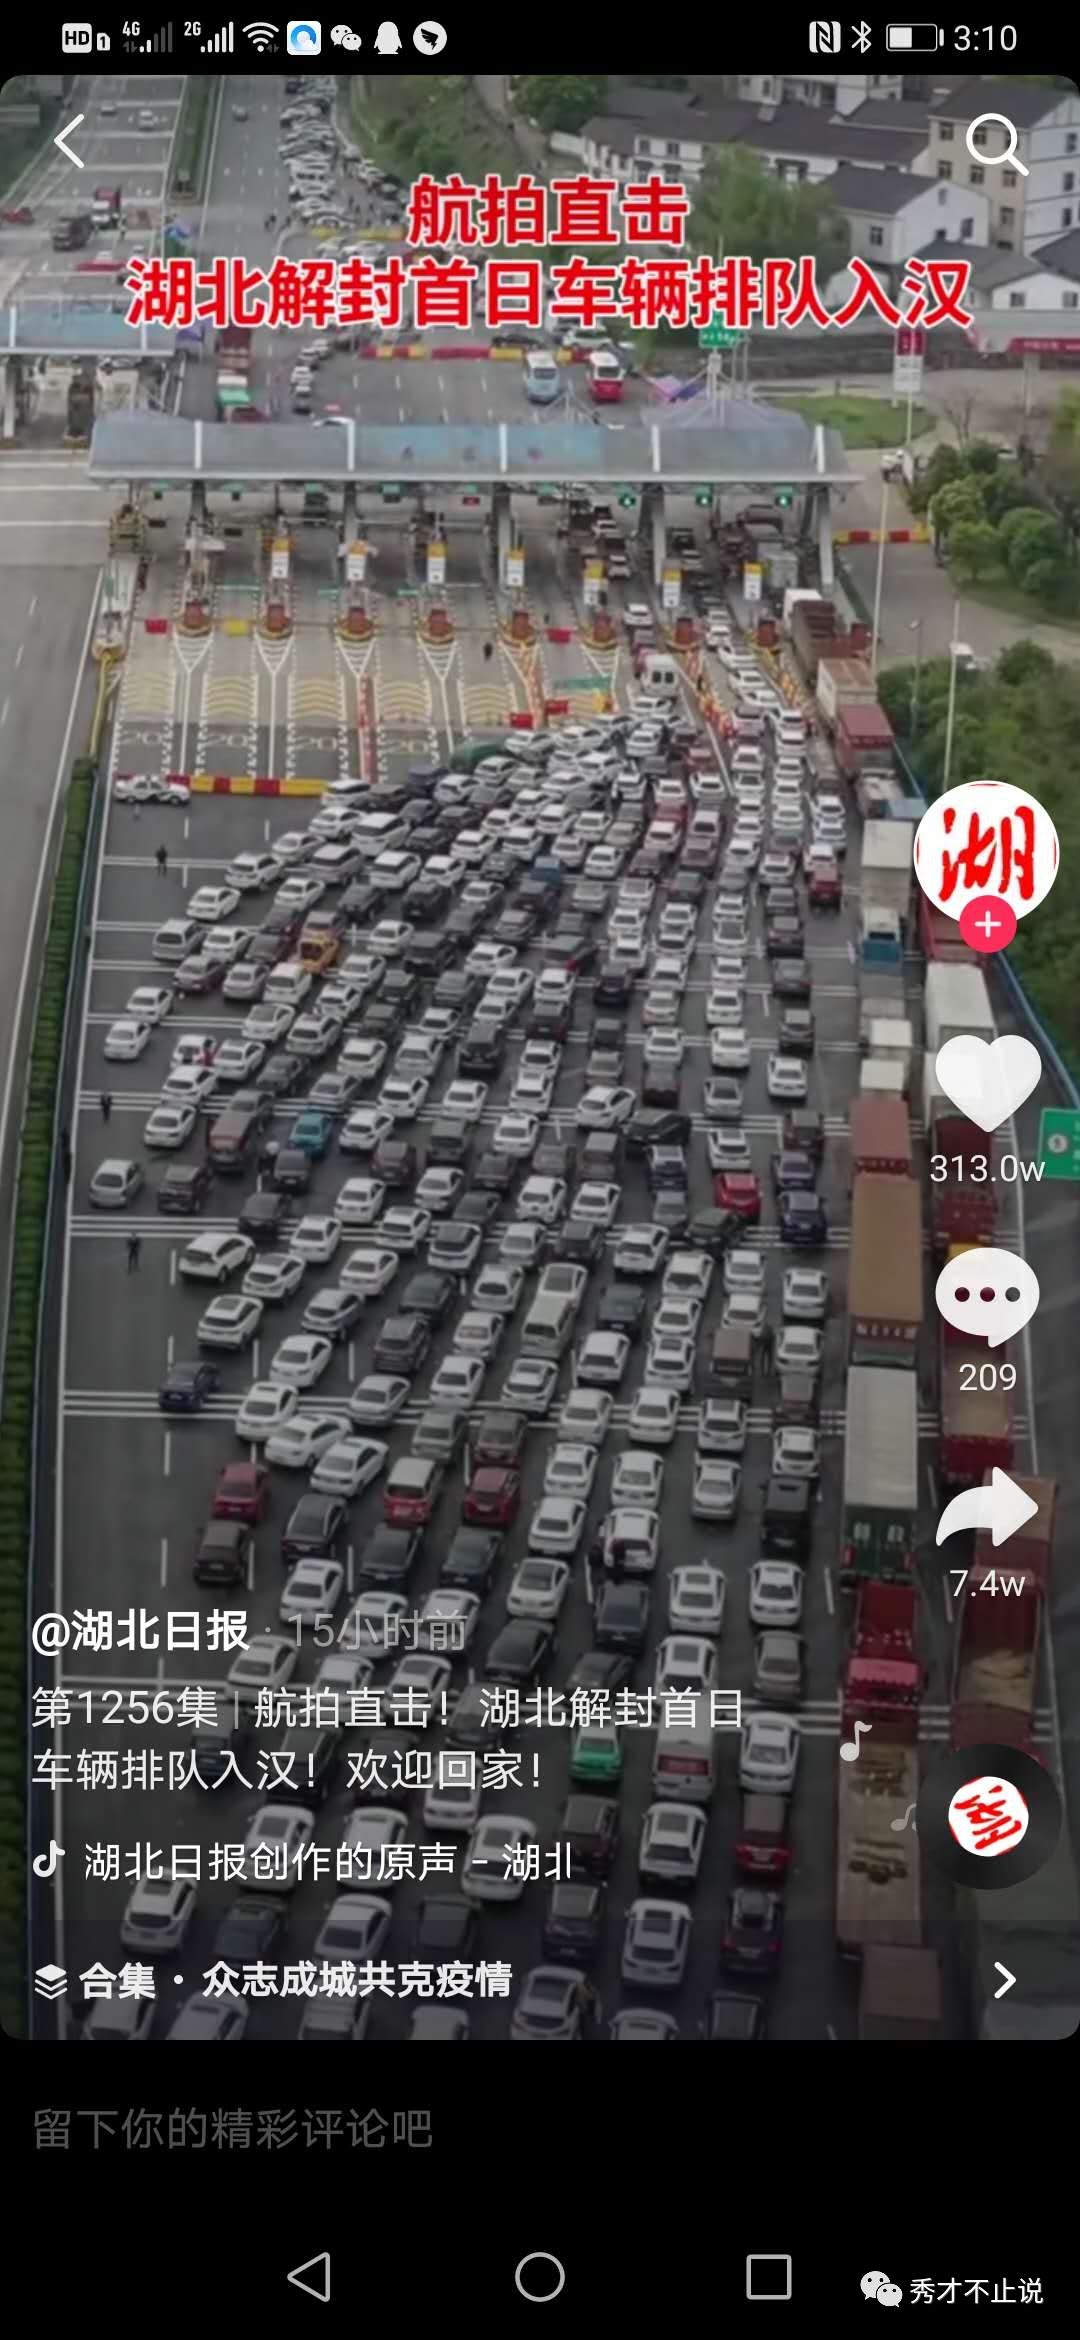 HD 1 4G 2G 3:10
航拍直击
湖北解封首日车辆排队入汉
湖
313.0w
209
7.4w
@湖北日报 · 15小时前
第1256集 | 航拍直击！湖北解封首日
车辆排队入汉！欢迎回家！
湖北日报创作的原声 - 湖北
合集 · 众志成城共克疫情
留下你的精彩评论吧
秀才不止说